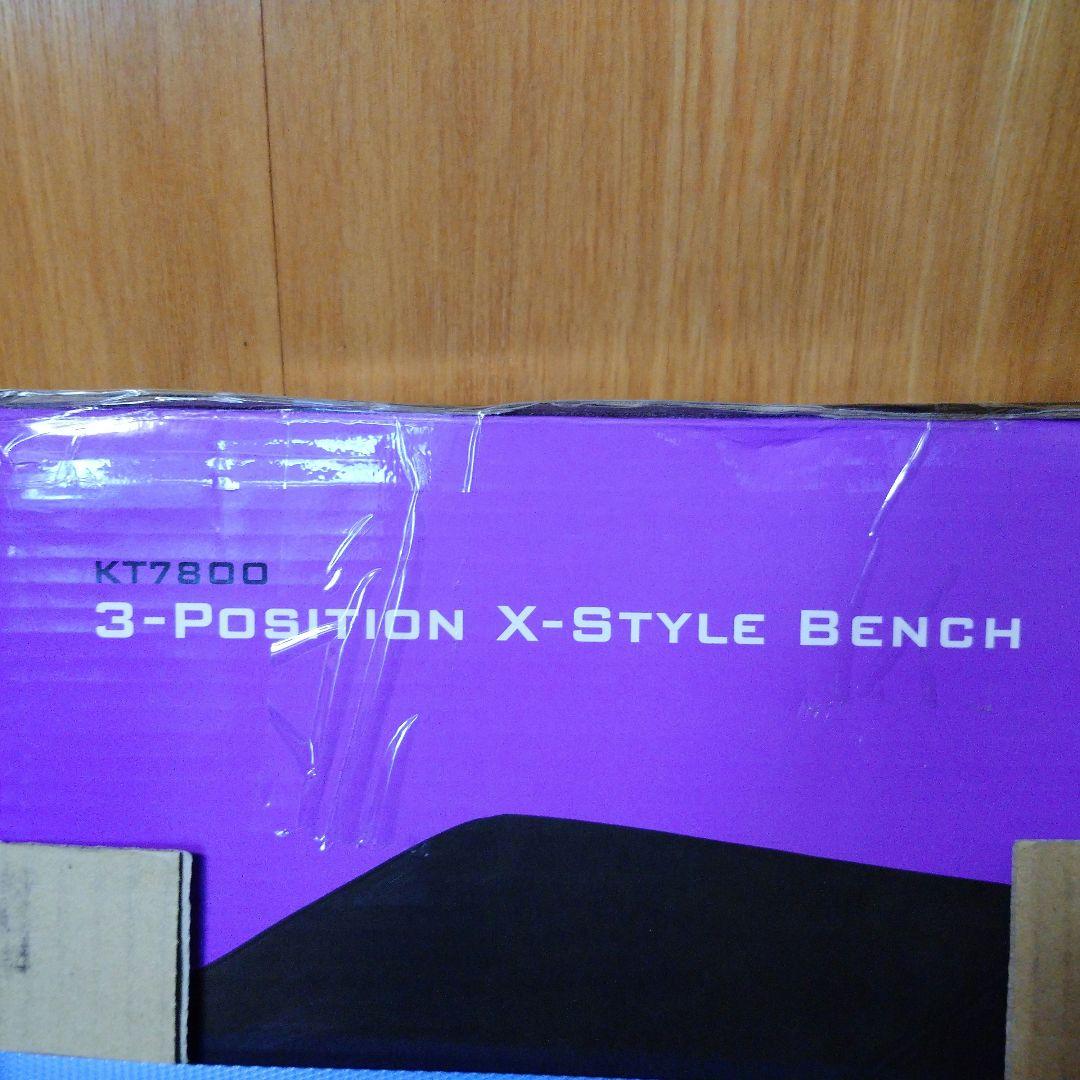 KT7800
3-Position X-Style Bench